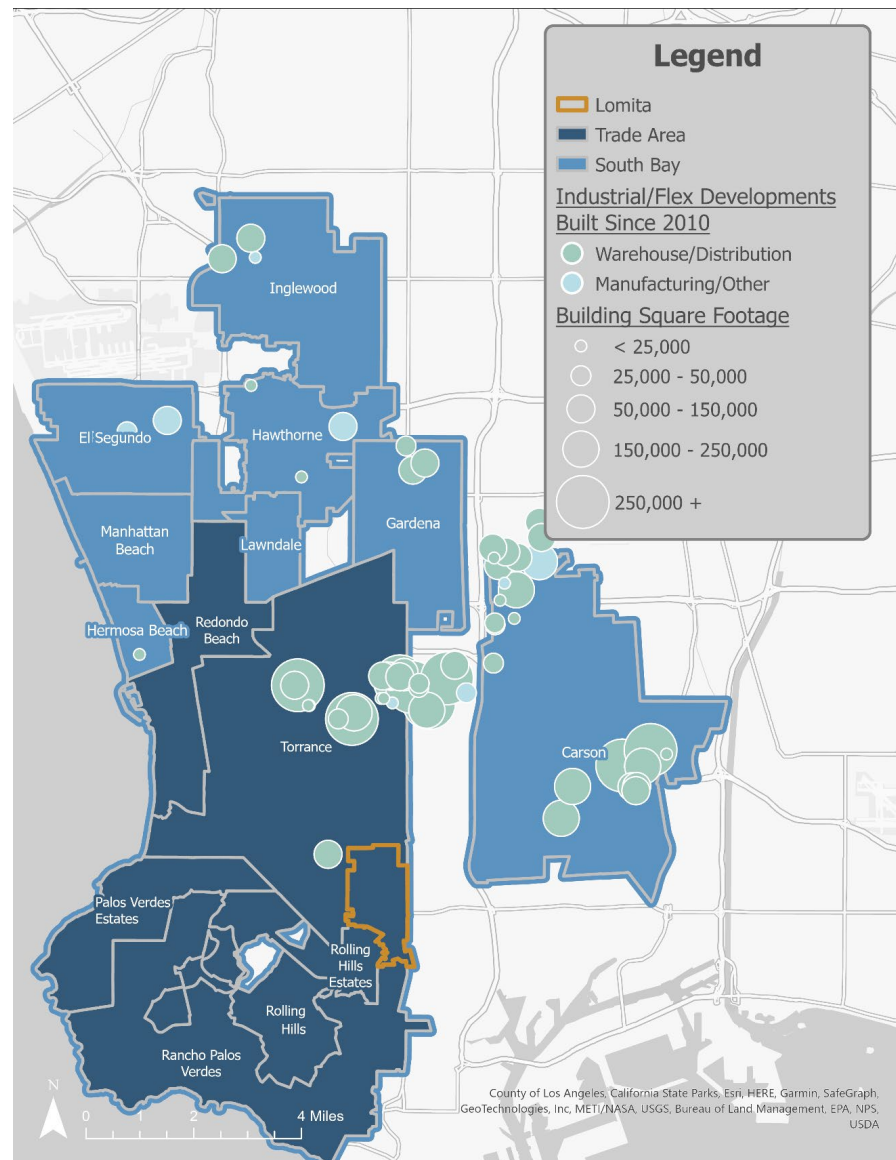 Legend
Lomita
Trade Area
South Bay
Industrial/Flex Developments
Built Since 2010
Warehouse/Distribution
Manufacturing/Other
Building Square Footage
< 25,000
25,000 - 50,000
50,000 - 150,000
150,000 - 250,000
250,000 +
Inglewood
El Segundo
Hawthorne
Manhattan
Beach
Lawndale
Gardena
Hermosa Beach
Redondo
Beach
Torrance
Carson
Palos Verdes
Estates
Rolling
Hills
Estates
Rolling
Hills
Rancho Palos
Verdes
N
0 2 4 Miles
County of Los Angeles, California State Parks, Esri, HERE, Garmin, SafeGraph,
GeoTechnologies, Inc, METI/NASA, USGS, Bureau of Land Management, EPA, NPS,
USDA